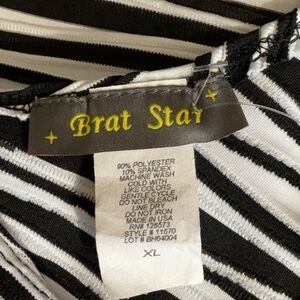 Brat Star
90% POLYESTER
10% SPANDEX
MACHINE WASH
COLD WITH
LIKE COLORS
GENTLE CYCLE
DO NOT BLEACH
LINE DRY
DO NOT IRON
MADE IN USA
RN# 126573
STYLE # 11670
LOT # BH64004
XL